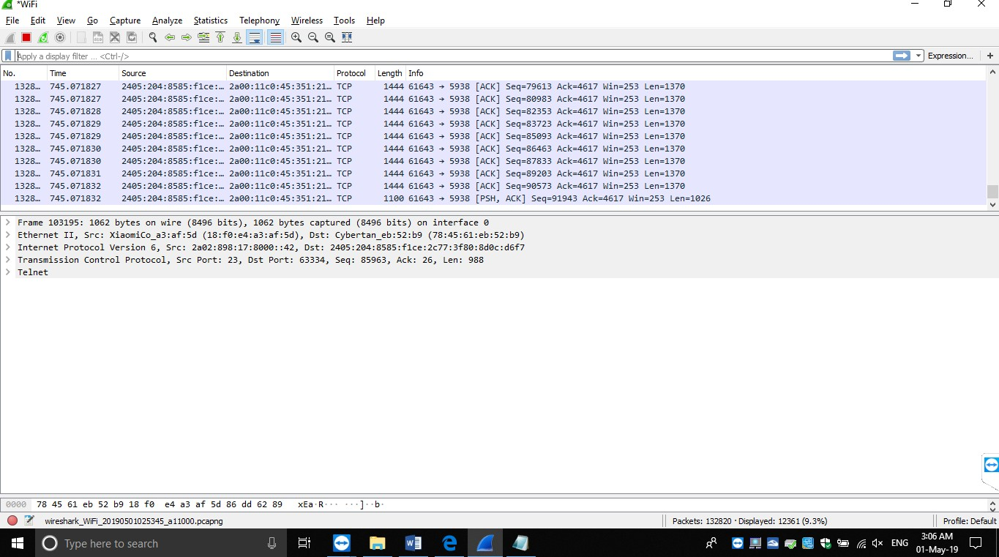 *WiFi
File Edit View Go Capture Analyze Statistics Telephony Wireless Tools Help
Apply a display filter ... <Ctrl-/> Expression... +
No. Time Source Destination Protocol Length Info
1328… 745.071827 2405:204:8585:f1ce:… 2a00:11c0:45:351:21… TCP 1444 61643 → 5938 [ACK] Seq=79613 Ack=4617 Win=253 Len=1370
1328… 745.071827 2405:204:8585:f1ce:… 2a00:11c0:45:351:21… TCP 1444 61643 → 5938 [ACK] Seq=80983 Ack=4617 Win=253 Len=1370
1328… 745.071828 2405:204:8585:f1ce:… 2a00:11c0:45:351:21… TCP 1444 61643 → 5938 [ACK] Seq=82353 Ack=4617 Win=253 Len=1370
1328… 745.071829 2405:204:8585:f1ce:… 2a00:11c0:45:351:21… TCP 1444 61643 → 5938 [ACK] Seq=83723 Ack=4617 Win=253 Len=1370
1328… 745.071829 2405:204:8585:f1ce:… 2a00:11c0:45:351:21… TCP 1444 61643 → 5938 [ACK] Seq=85093 Ack=4617 Win=253 Len=1370
1328… 745.071830 2405:204:8585:f1ce:… 2a00:11c0:45:351:21… TCP 1444 61643 → 5938 [ACK] Seq=86463 Ack=4617 Win=253 Len=1370
1328… 745.071830 2405:204:8585:f1ce:… 2a00:11c0:45:351:21… TCP 1444 61643 → 5938 [ACK] Seq=87833 Ack=4617 Win=253 Len=1370
1328… 745.071831 2405:204:8585:f1ce:… 2a00:11c0:45:351:21… TCP 1444 61643 → 5938 [ACK] Seq=89203 Ack=4617 Win=253 Len=1370
1328… 745.071832 2405:204:8585:f1ce:… 2a00:11c0:45:351:21… TCP 1444 61643 → 5938 [ACK] Seq=90573 Ack=4617 Win=253 Len=1370
1328… 745.071832 2405:204:8585:f1ce:… 2a00:11c0:45:351:21… TCP 1100 61643 → 5938 [PSH, ACK] Seq=91943 Ack=4617 Win=253 Len=1026
Frame 103195: 1062 bytes on wire (8496 bits), 1062 bytes captured (8496 bits) on interface 0
Ethernet II, Src: XiaomiCo_a3:af:5d (18:f0:e4:a3:af:5d), Dst: Cybertan_eb:52:b9 (78:45:61:eb:52:b9)
Internet Protocol Version 6, Src: 2a02:898:17:8000::42, Dst: 2405:204:8585:f1ce:2c77:3f80:8d0c:d6f7
Transmission Control Protocol, Src Port: 23, Dst Port: 63334, Seq: 85963, Ack: 26, Len: 988
Telnet
0000 78 45 61 eb 52 b9 18 f0 e4 a3 af 5d 86 dd 62 89 xEa·R··· ···]··b·
wireshark_WiFi_20190501025345_a11000.pcapng Packets: 132820 · Displayed: 12361 (9.3%) Profile: Default
Type here to search ENG 3:06 AM
01-May-19